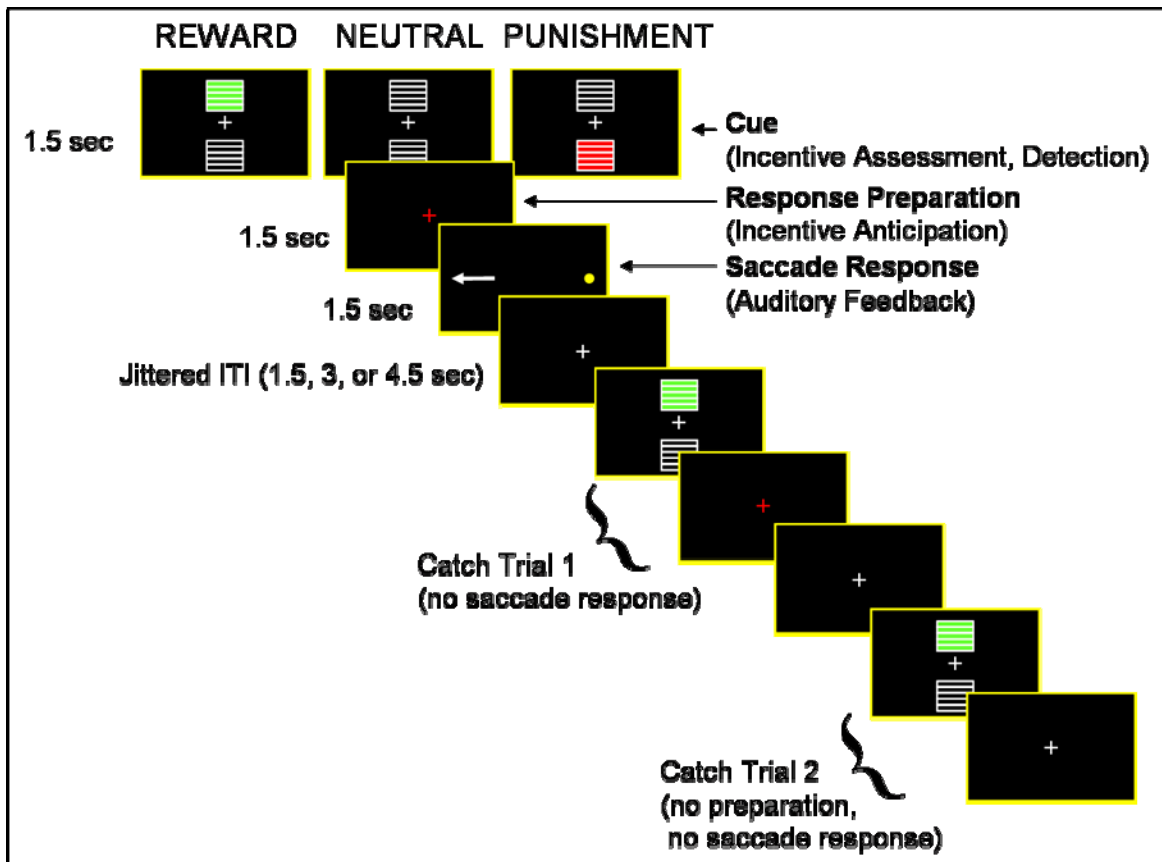 REWARD NEUTRAL PUNISHMENT
1.5 sec
Cue
(Incentive Assessment, Detection)
Response Preparation
(Incentive Anticipation)
1.5 sec
Saccade Response
(Auditory Feedback)
1.5 sec
Jittered ITI (1.5, 3, or 4.5 sec)
Catch Trial 1
(no saccade response)
Catch Trial 2
(no preparation,
no saccade response)